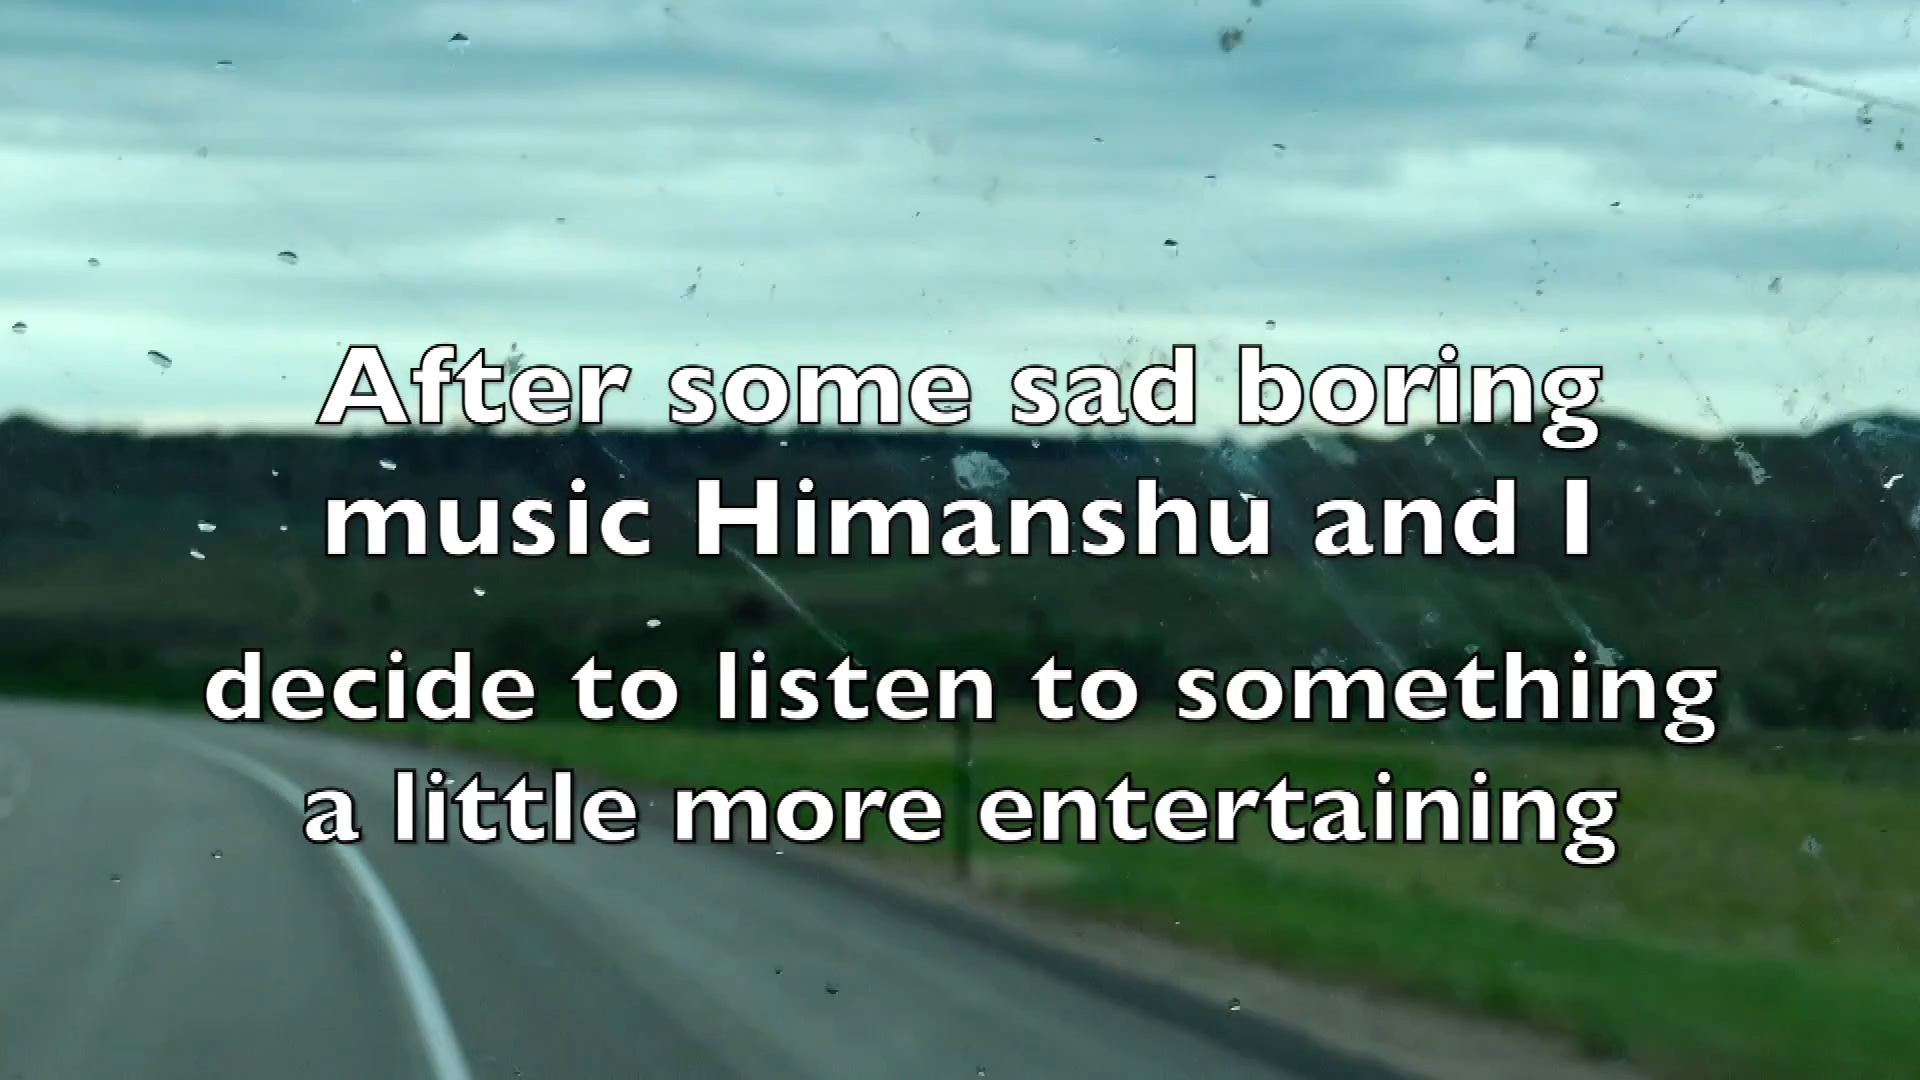 After some sad boring
music Himanshu and I
decide to listen to something
a little more entertaining